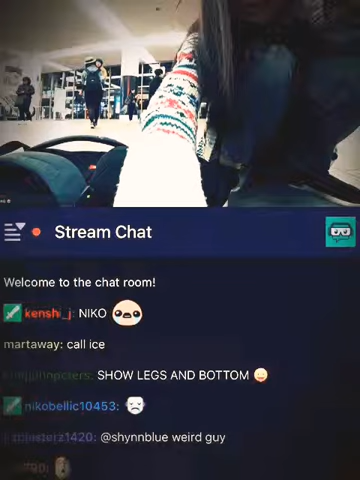 Stream Chat
Welcome to the chat room!
kenshi_j: NIKO
martaway: call ice
SHOW LEGS AND BOTTOM
nikobellic10453:
@shynnblue weird guy